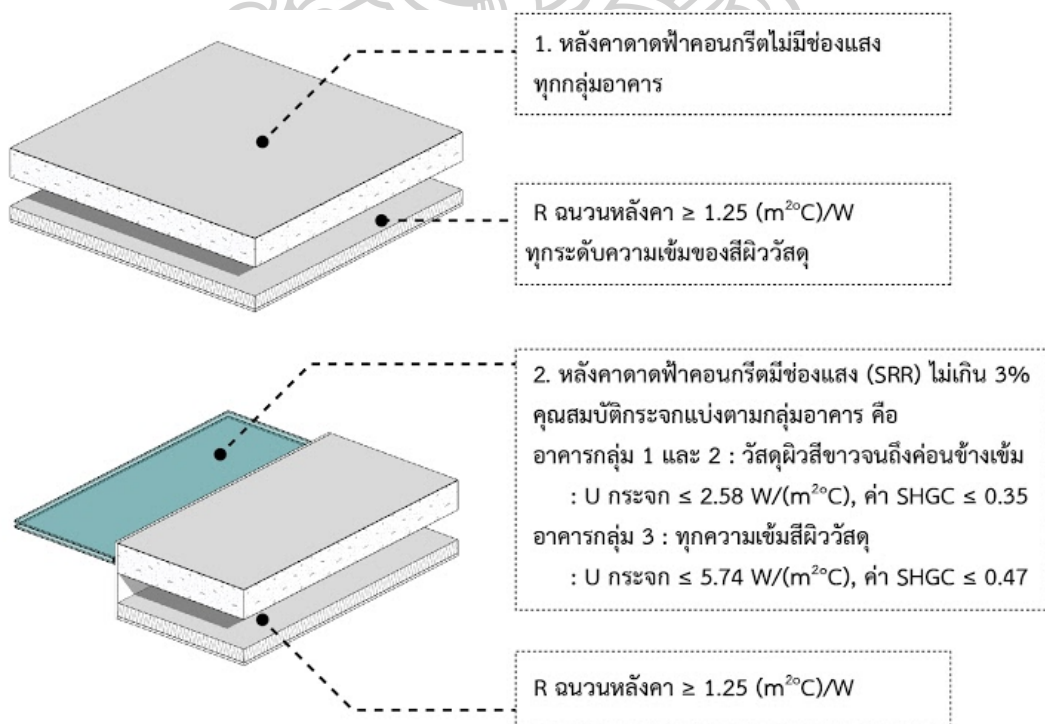 1. หลังคาดาดฟ้าคอนกรีตไม่มีช่องแสง
ทุกกลุ่มอาคาร
R ฉนวนหลังคา ≥ 1.25 (m²°C)/W
ทุกระดับความเข้มของสีผิววัสดุ
2. หลังคาดาดฟ้าคอนกรีตมีช่องแสง (SRR) ไม่เกิน 3%
คุณสมบัติกระจกแบ่งตามกลุ่มอาคาร คือ
อาคารกลุ่ม 1 และ 2 : วัสดุผิวสีขาวจนถึงค่อนข้างเข้ม
: U กระจก ≤ 2.58 W/(m²°C), ค่า SHGC ≤ 0.35
อาคารกลุ่ม 3 : ทุกความเข้มสีผิววัสดุ
: U กระจก ≤ 5.74 W/(m²°C), ค่า SHGC ≤ 0.47
R ฉนวนหลังคา ≥ 1.25 (m²°C)/W